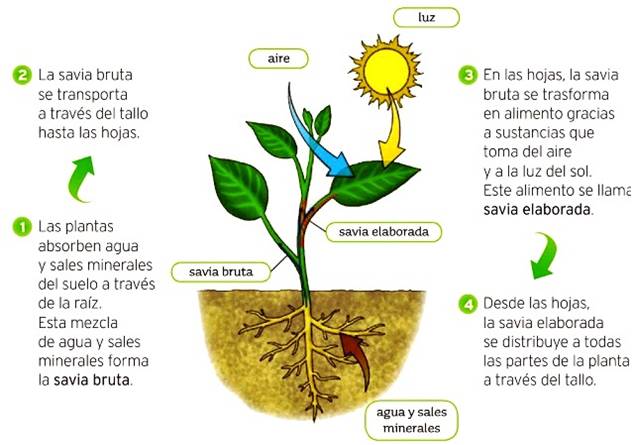 luz
aire
2 La savia bruta
se transporta
a través del tallo
hasta las hojas.
3 En las hojas, la savia
bruta se trasforma
en alimento gracias
a sustancias que
toma del aire
y a la luz del sol.
Este alimento se llama
savia elaborada.
1 Las plantas
absorben agua
y sales minerales
del suelo a través
de la raíz.
Esta mezcla
de agua y sales
minerales forma
la savia bruta.
savia elaborada
savia bruta
4 Desde las hojas,
la savia elaborada
se distribuye a todas
las partes de la planta
a través del tallo.
agua y sales
minerales